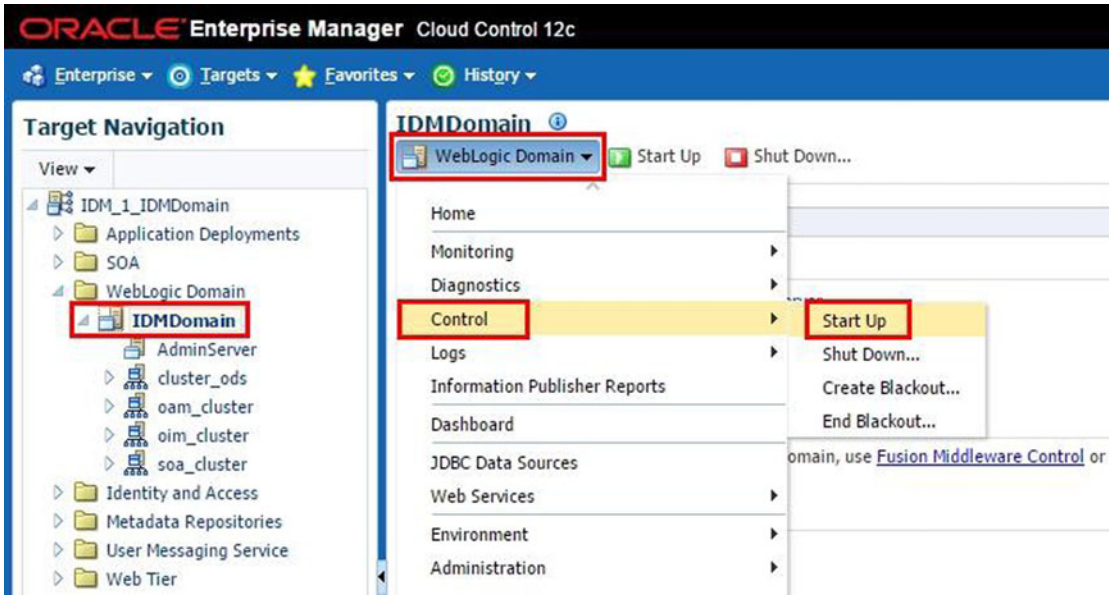 ORACLE Enterprise Manager Cloud Control 12c
Enterprise Targets Favorites History
Target Navigation
View
IDM_1_IDMDomain
Application Deployments
SOA
WebLogic Domain
IDMDomain
AdminServer
cluster_ods
oam_cluster
oim_cluster
soa_cluster
Identity and Access
Metadata Repositories
User Messaging Service
Web Tier
IDMDomain
WebLogic Domain Start Up Shut Down...
Home
Monitoring
Diagnostics
Control
Logs
Information Publisher Reports
Dashboard
JDBC Data Sources
Web Services
Environment
Administration
Start Up
Shut Down...
Create Blackout...
End Blackout...
omain, use Fusion Middleware Control or